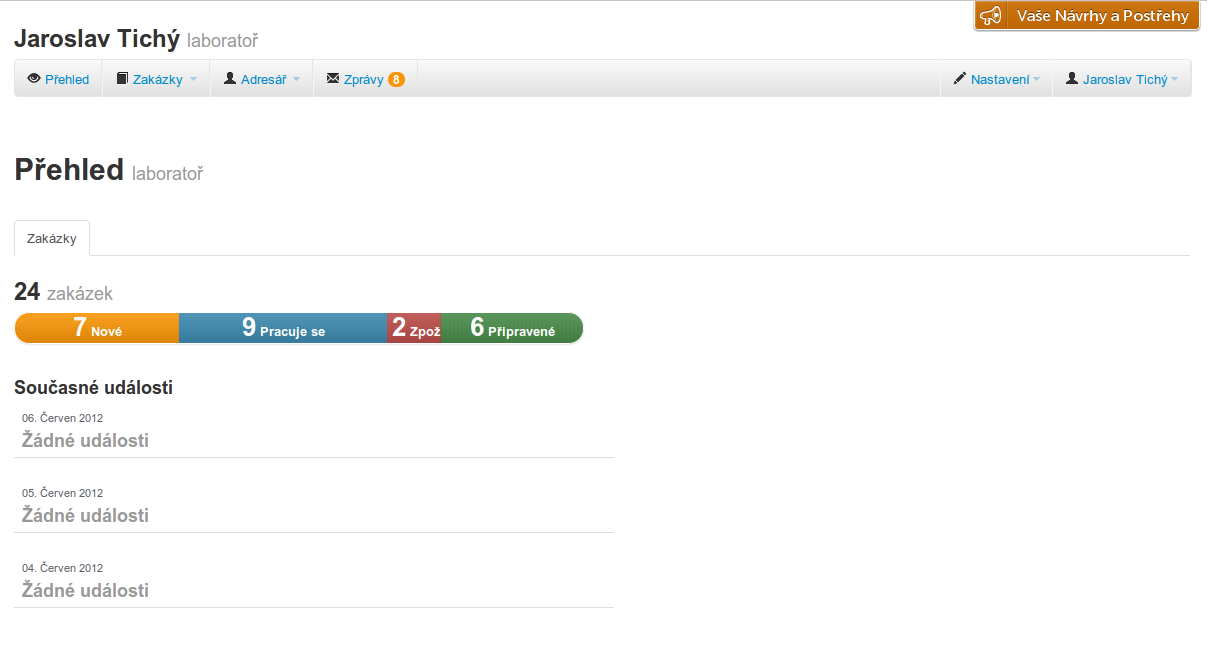 Vaše Návrhy a Postřehy
Jaroslav Tichý laboratoř
Přehled Zakázky Adresář Zprávy 8 Nastavení Jaroslav Tichý
Přehled laboratoř
Zakázky
24 zakázek
7 Nové 9 Pracuje se 2 Zpož 6 Připravené
Současné události
06. Červen 2012
Žádné události
05. Červen 2012
Žádné události
04. Červen 2012
Žádné události